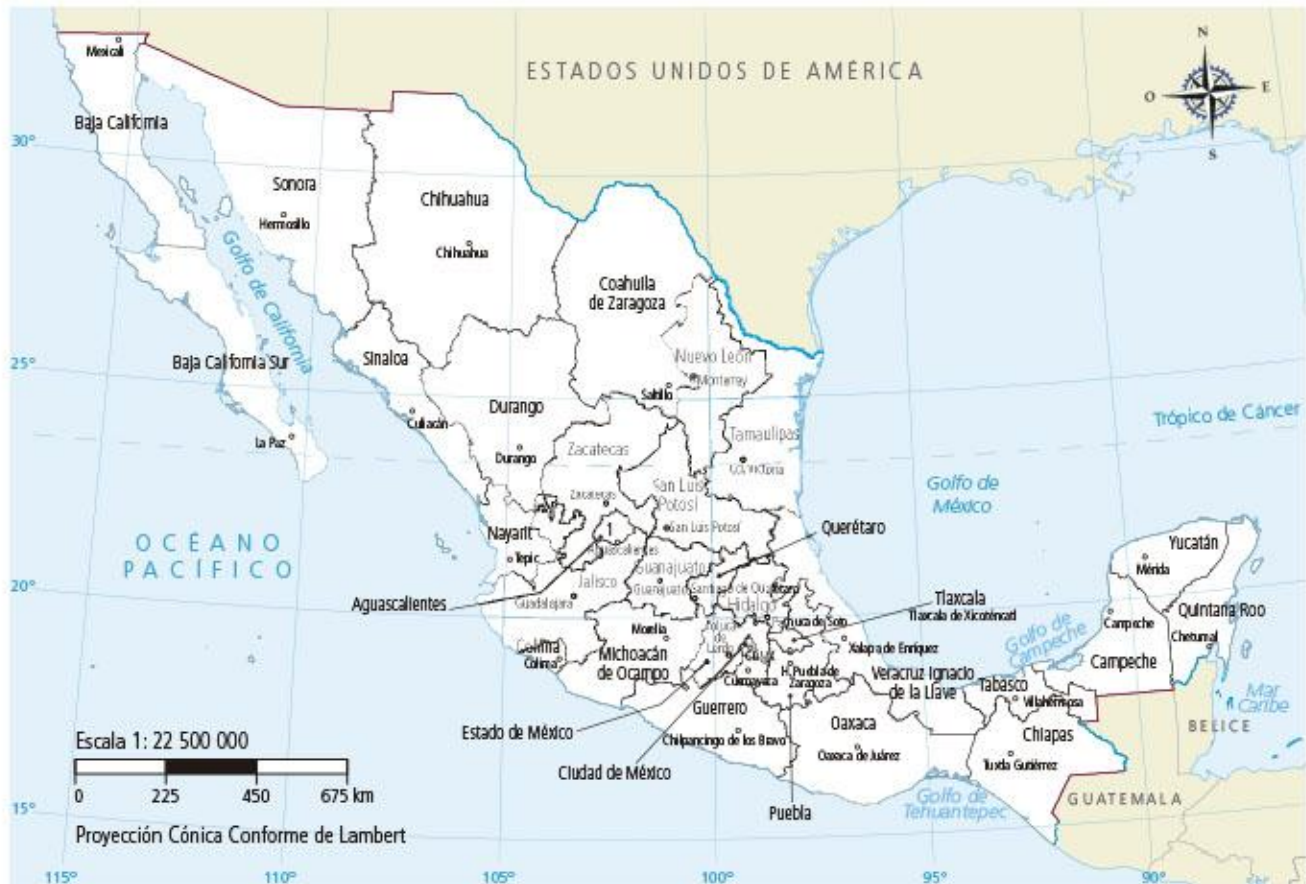 ESTADOS UNIDOS DE AMÉRICA
N
O
E
S
Mexicali
Baja California
30°
Sonora
Hermosillo
Chihuahua
Chihuahua
Golfo de California
Coahuila
de Zaragoza
Nuevo León
Monterrey
25°
Baja California Sur
Sinaloa
Saltillo
Durango
Culiacán
La Paz
Durango
Zacatecas
Zacatecas
Tamaulipas
Cd. Victoria
Trópico de Cáncer
San Luis
Potosí
San Luis Potosí
Golfo de
México
Nayarit
Tepic
1
Aguascalientes
Querétaro
OCÉANO
PACÍFICO
Yucatán
Mérida
20°
Jalisco
Guadalajara
Guanajuato
Guanajuato
Santiago de
Hidalgo
Aguascalientes
Tlaxcala
Tlaxcala de Xicoténcatl
Quintana Roo
Chetumal
Campeche
Campeche
Golfo de
Campeche
Morelia
Toluca
de
Lerdo
Pachuca de Soto
Xalapa de Enríquez
Colima
Colima
Michoacán
de Ocampo
Cuernavaca
H. Puebla de
Zaragoza
Veracruz Ignacio
de la Llave
Tabasco
Villahermosa
Mar
Caribe
BELICE
Guerrero
Chilpancingo de los Bravo
Oaxaca
Oaxaca de Juárez
Chiapas
Tuxtla Gutiérrez
Estado de México
Ciudad de México
Puebla
Golfo de
Tehuantepec
GUATEMALA
Escala 1: 22 500 000
0 225 450 675 km
15°
Proyección Cónica Conforme de Lambert
115° 110° 105° 100° 95° 90°